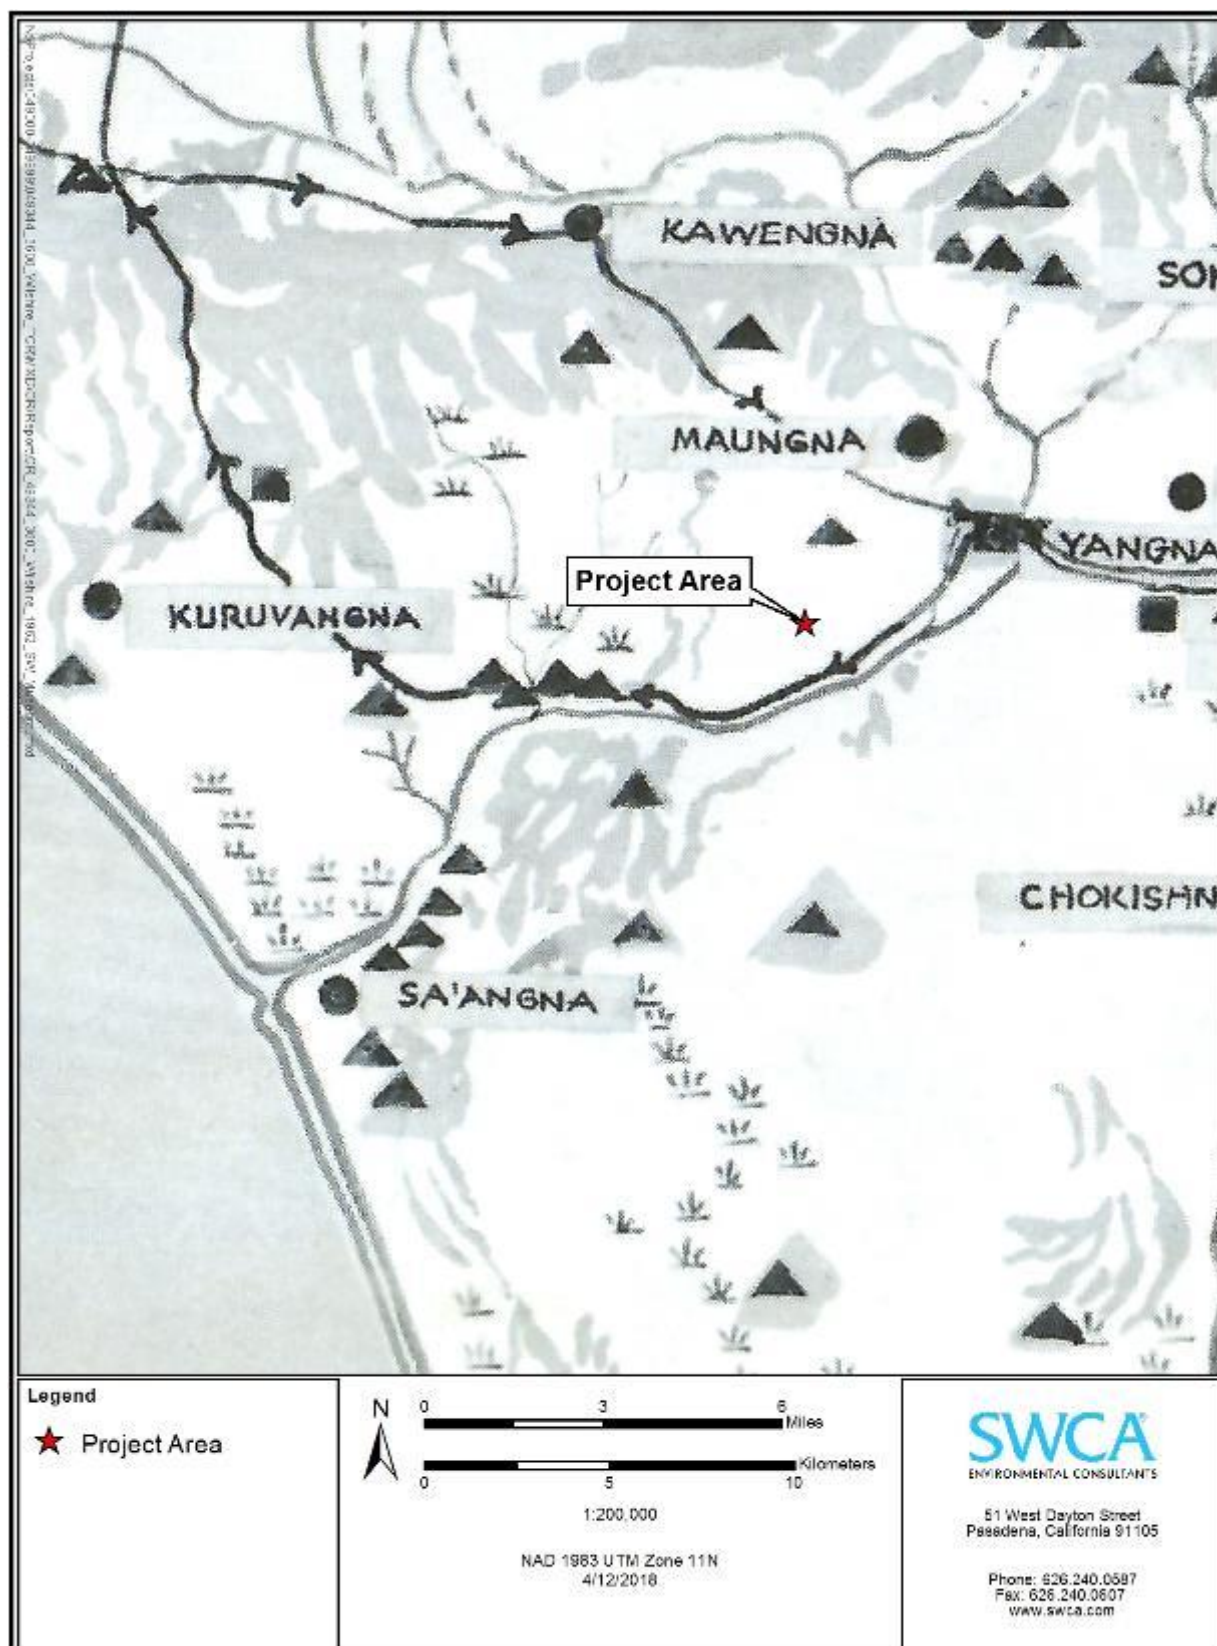 KAWENGNA
SON
MAUNGNA
YANGNA
Project Area
KURUVANGNA
CHOKISHN
SA'ANGNA
Legend
Project Area
N
0 3 6
Miles
Kilometers
0 5 10
1:200,000
NAD 1983 UTM Zone 11N
4/12/2018
SWCA
ENVIRONMENTAL CONSULTANTS
51 West Dayton Street
Pasadena, California 91105
Phone: 626.240.0587
Fax: 626.240.0607
www.swca.com